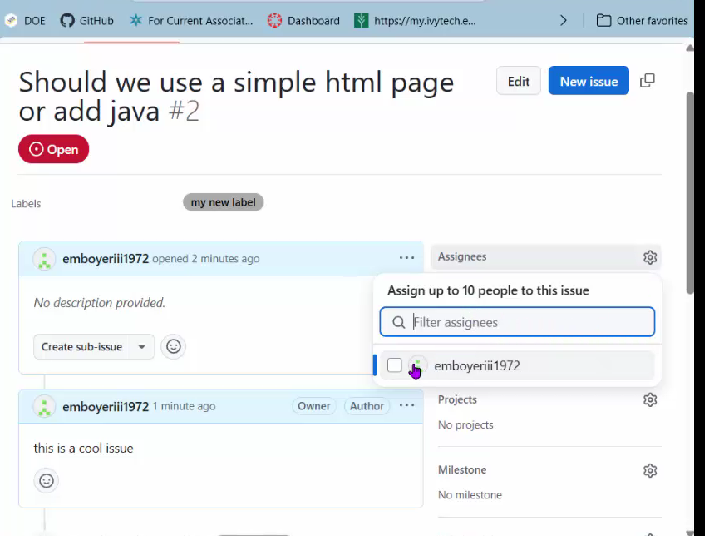 DOE GitHub For Current Associat... Dashboard https://my.ivytech.e... Other favorites
Should we use a simple html page
or add java #2
Edit New issue
Open
Labels my new label
emboyeriii1972 opened 2 minutes ago
No description provided.
Create sub-issue
Assignees
Assign up to 10 people to this issue
Filter assignees
emboyeriii1972
emboyeriii1972 1 minute ago Owner Author
this is a cool issue
Projects
No projects
Milestone
No milestone